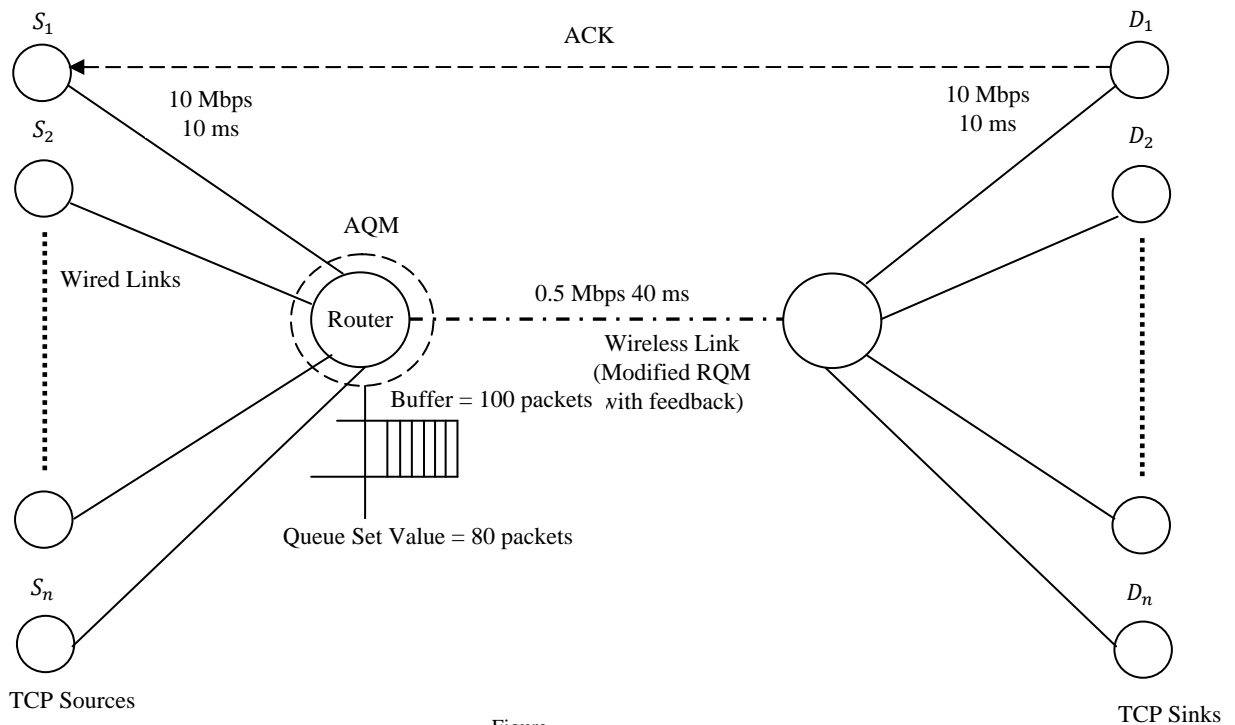 S₁
D₁
ACK
10 Mbps
10 ms
10 Mbps
10 ms
S₂
D₂
AQM
Wired Links
Router
0.5 Mbps 40 ms
Wireless Link
(Modified RQM
with feedback)
Buffer = 100 packets
Queue Set Value = 80 packets
Sₙ
Dₙ
TCP Sources
TCP Sinks
Figure